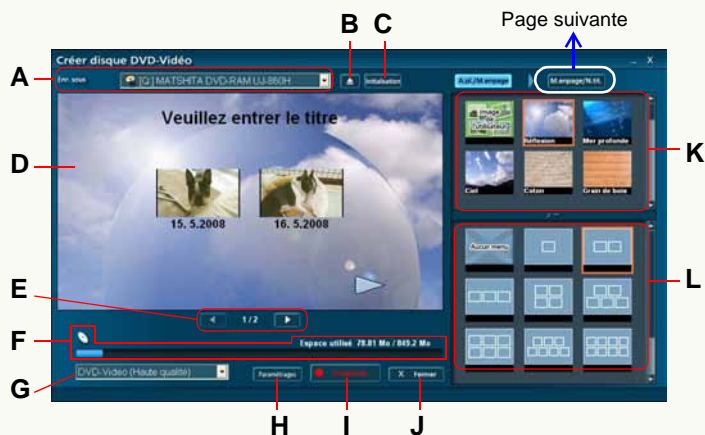 Page suivante
B C
Créer disque DVD-Vidéo _ X
A Enr. sous [Q:] MATSHITA DVD-RAM UJ-860H Initialisation M.enpage/N.tit.
Veuillez entrer le titre
D
Image de l'utilisateur Réflexion Mer profonde
K
Ciel Coton Grain de bois
15. 5.2008 16. 5.2008
Aucun menu
L
E
1/2
F
Espace utilisé 78.81 Mo / 849.2 Mo
G DVD-Vidéo (Haute qualité) Paramétrages X Fermer
H I J